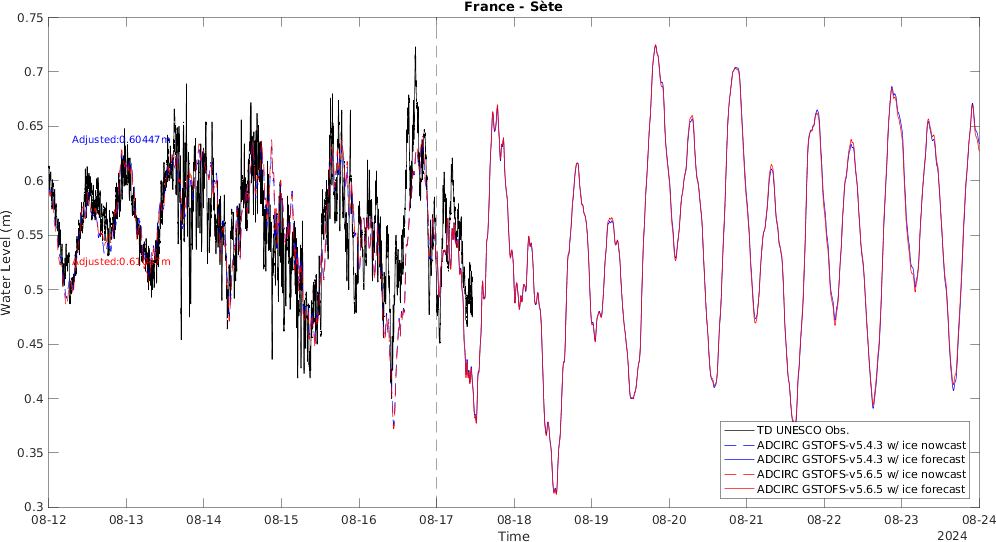 France - Sète
0.75
0.7
0.65
0.6
0.55
0.5
0.45
0.4
0.35
0.3
Water Level (m)
Adjusted:0.60447m
TD UNESCO Obs.
ADCIRC GSTOFS-v5.4.3 w/ ice nowcast
ADCIRC GSTOFS-v5.4.3 w/ ice forecast
ADCIRC GSTOFS-v5.6.5 w/ ice nowcast
ADCIRC GSTOFS-v5.6.5 w/ ice forecast
08-12 08-13 08-14 08-15 08-16 08-17 08-18 08-19 08-20 08-21 08-22 08-23 08-24
Time
2024